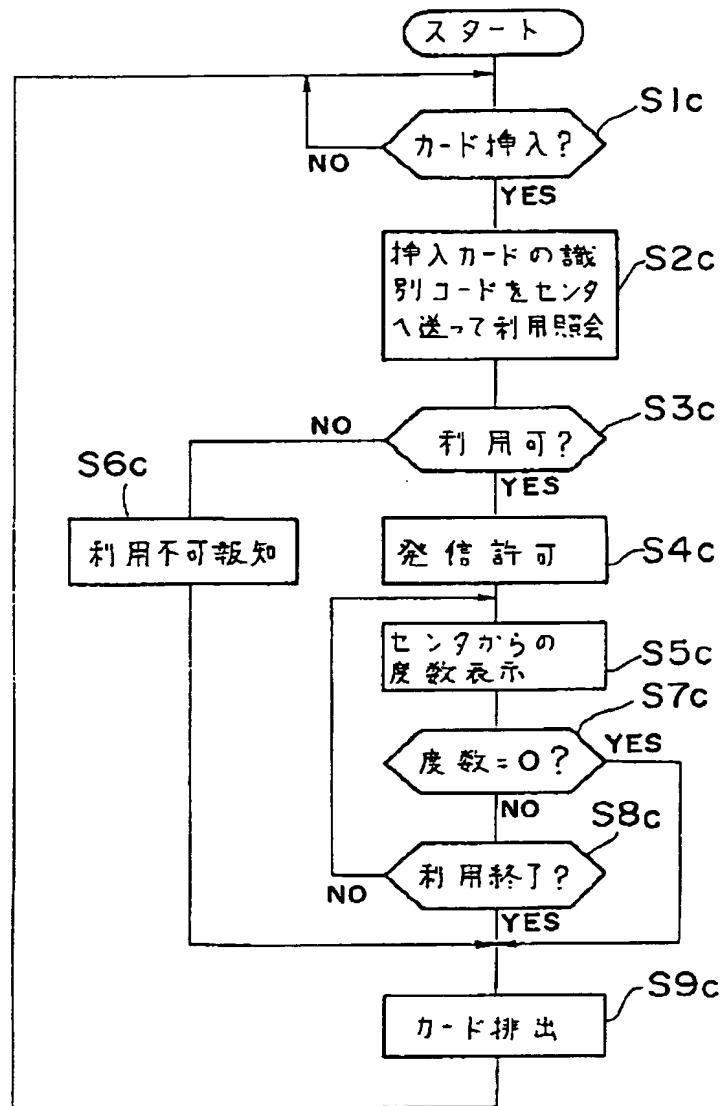 スタート
S1c
カード挿入?
NO
YES
挿入カードの識
別コードをセンタ
へ送って利用照会
S2c
S3c
NO
利用可?
YES
S6c
利用不可報知
発信許可
S4c
センタからの
度数表示
S5c
S7c
度数=0?
YES
NO
S8c
利用終了?
NO
YES
S9c
カード排出